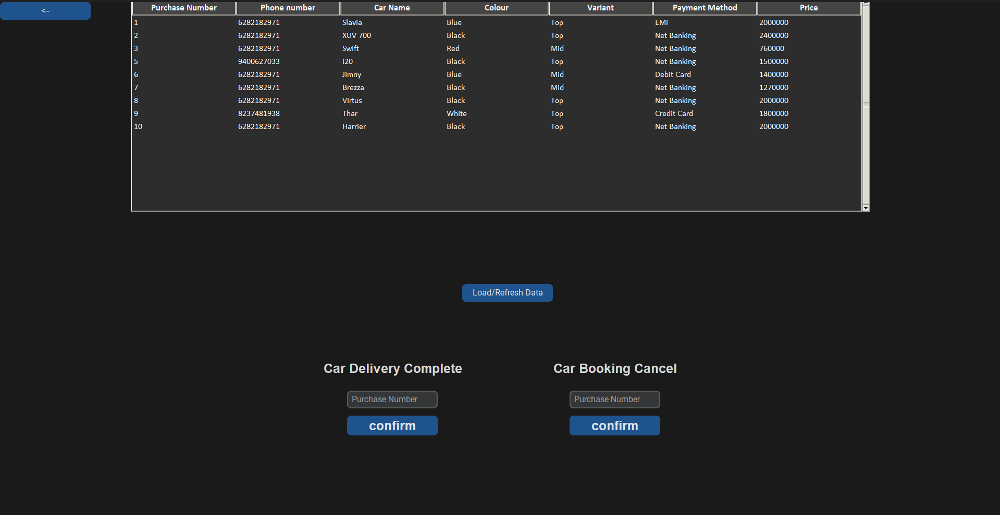 <--
Purchase Number Phone number Car Name Colour Variant Payment Method Price
1 6282182971 Slavia Blue Top EMI 2000000
2 6282182971 XUV 700 Black Top Net Banking 2400000
3 6282182971 Swift Red Mid Net Banking 760000
5 9400627033 i20 Black Top Net Banking 1500000
6 6282182971 Jimny Blue Mid Debit Card 1400000
7 6282182971 Brezza Black Mid Net Banking 1270000
8 6282182971 Virtus Black Top Net Banking 2000000
9 8237481938 Thar White Top Credit Card 1800000
10 6282182971 Harrier Black Top Net Banking 2000000
Load/Refresh Data
Car Delivery Complete Car Booking Cancel
Purchase Number Purchase Number
confirm confirm